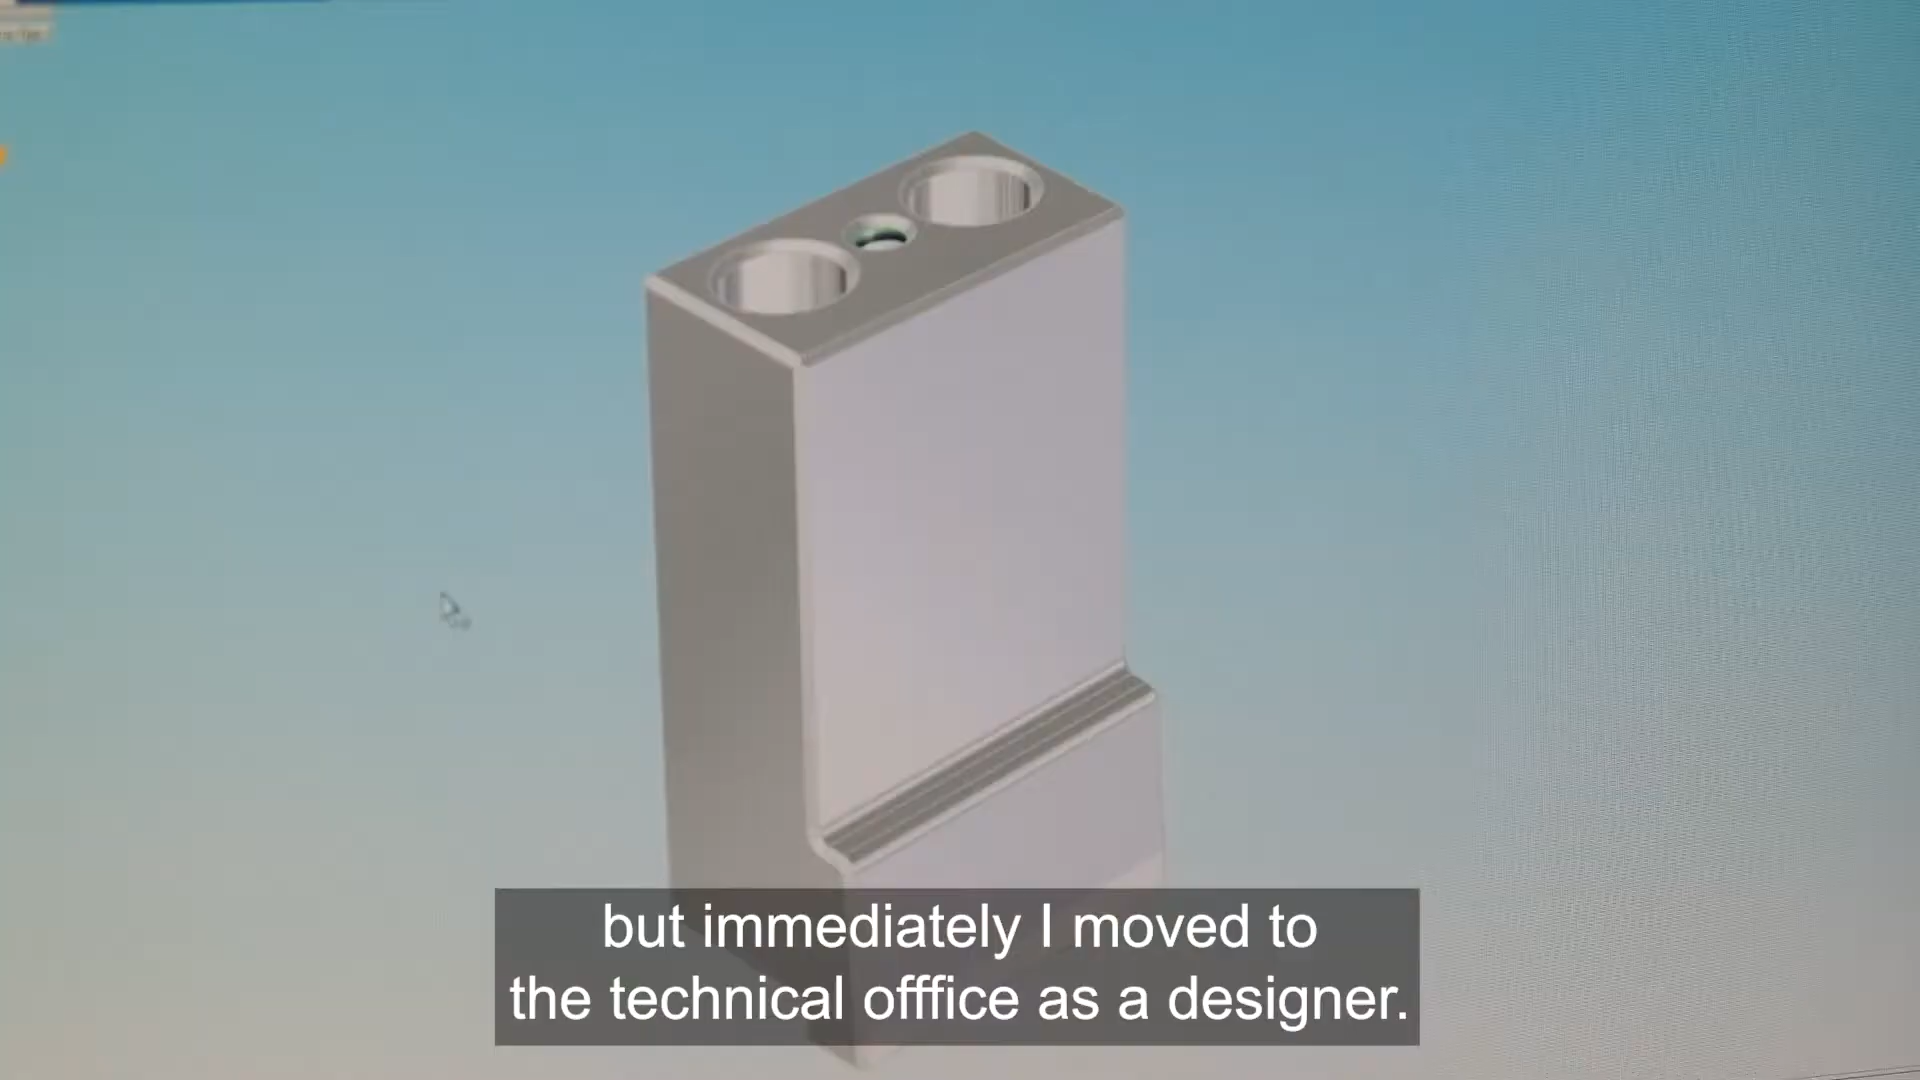 but immediately I moved to
the technical offfice as a designer.